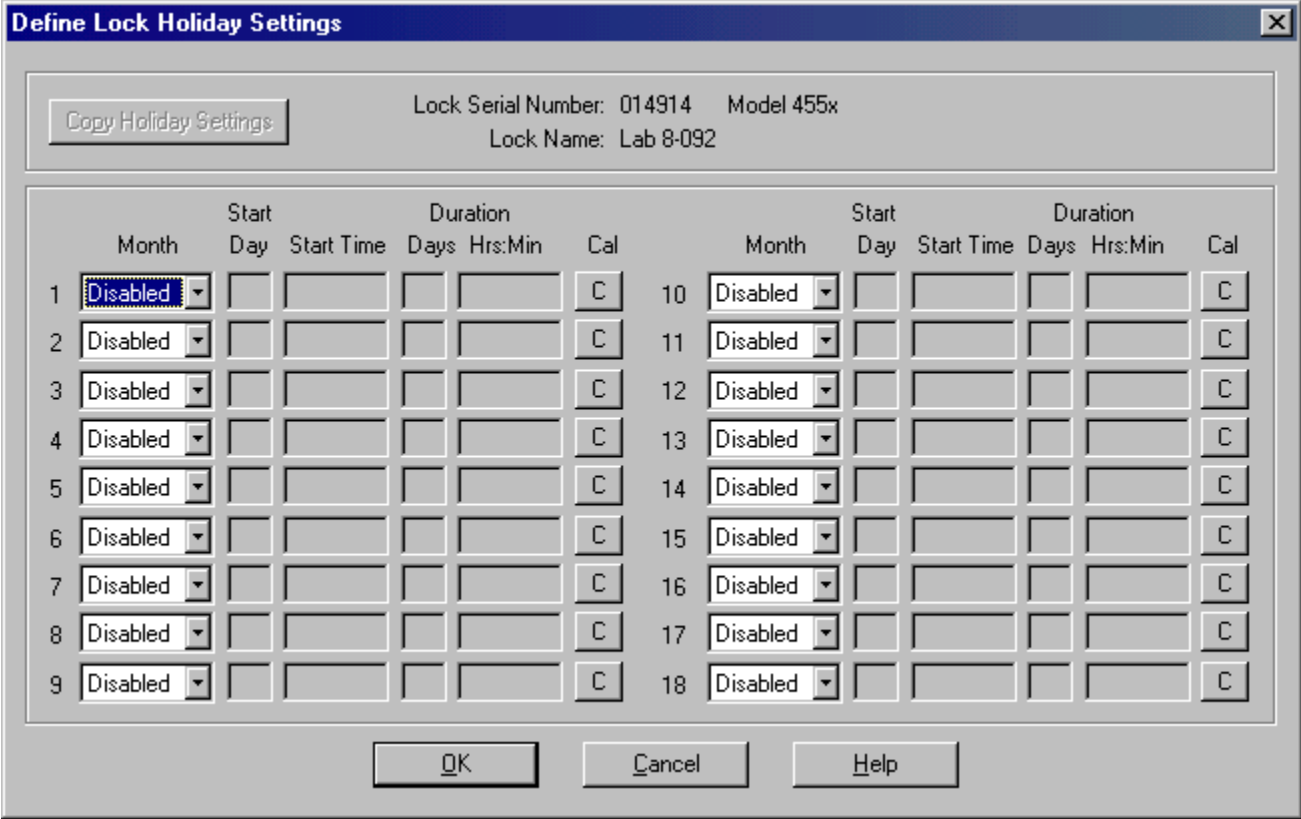 Define Lock Holiday Settings
Copy Holiday Settings
Lock Serial Number: 014914 Model 455x
Lock Name: Lab 8-092
Start Duration Start Duration
Month Day Start Time Days Hrs:Min Cal Month Day Start Time Days Hrs:Min Cal
1 Disabled C 10 Disabled C
2 Disabled C 11 Disabled C
3 Disabled C 12 Disabled C
4 Disabled C 13 Disabled C
5 Disabled C 14 Disabled C
6 Disabled C 15 Disabled C
7 Disabled C 16 Disabled C
8 Disabled C 17 Disabled C
9 Disabled C 18 Disabled C
OK Cancel Help